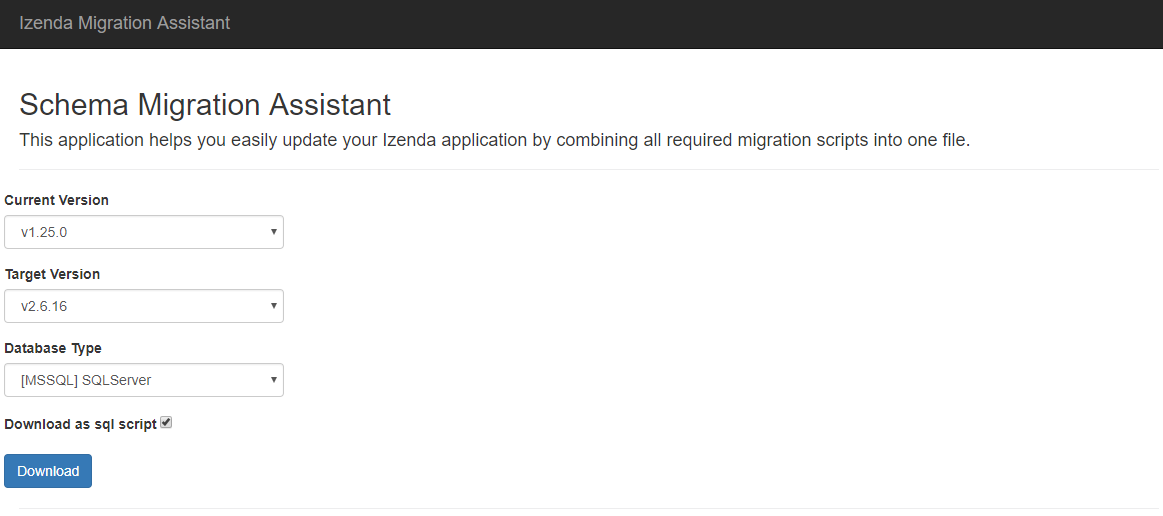 Izenda Migration Assistant
Schema Migration Assistant
This application helps you easily update your Izenda application by combining all required migration scripts into one file.
Current Version
v1.25.0
Target Version
v2.6.16
Database Type
[MSSQL] SQLServer
Download as sql script
Download